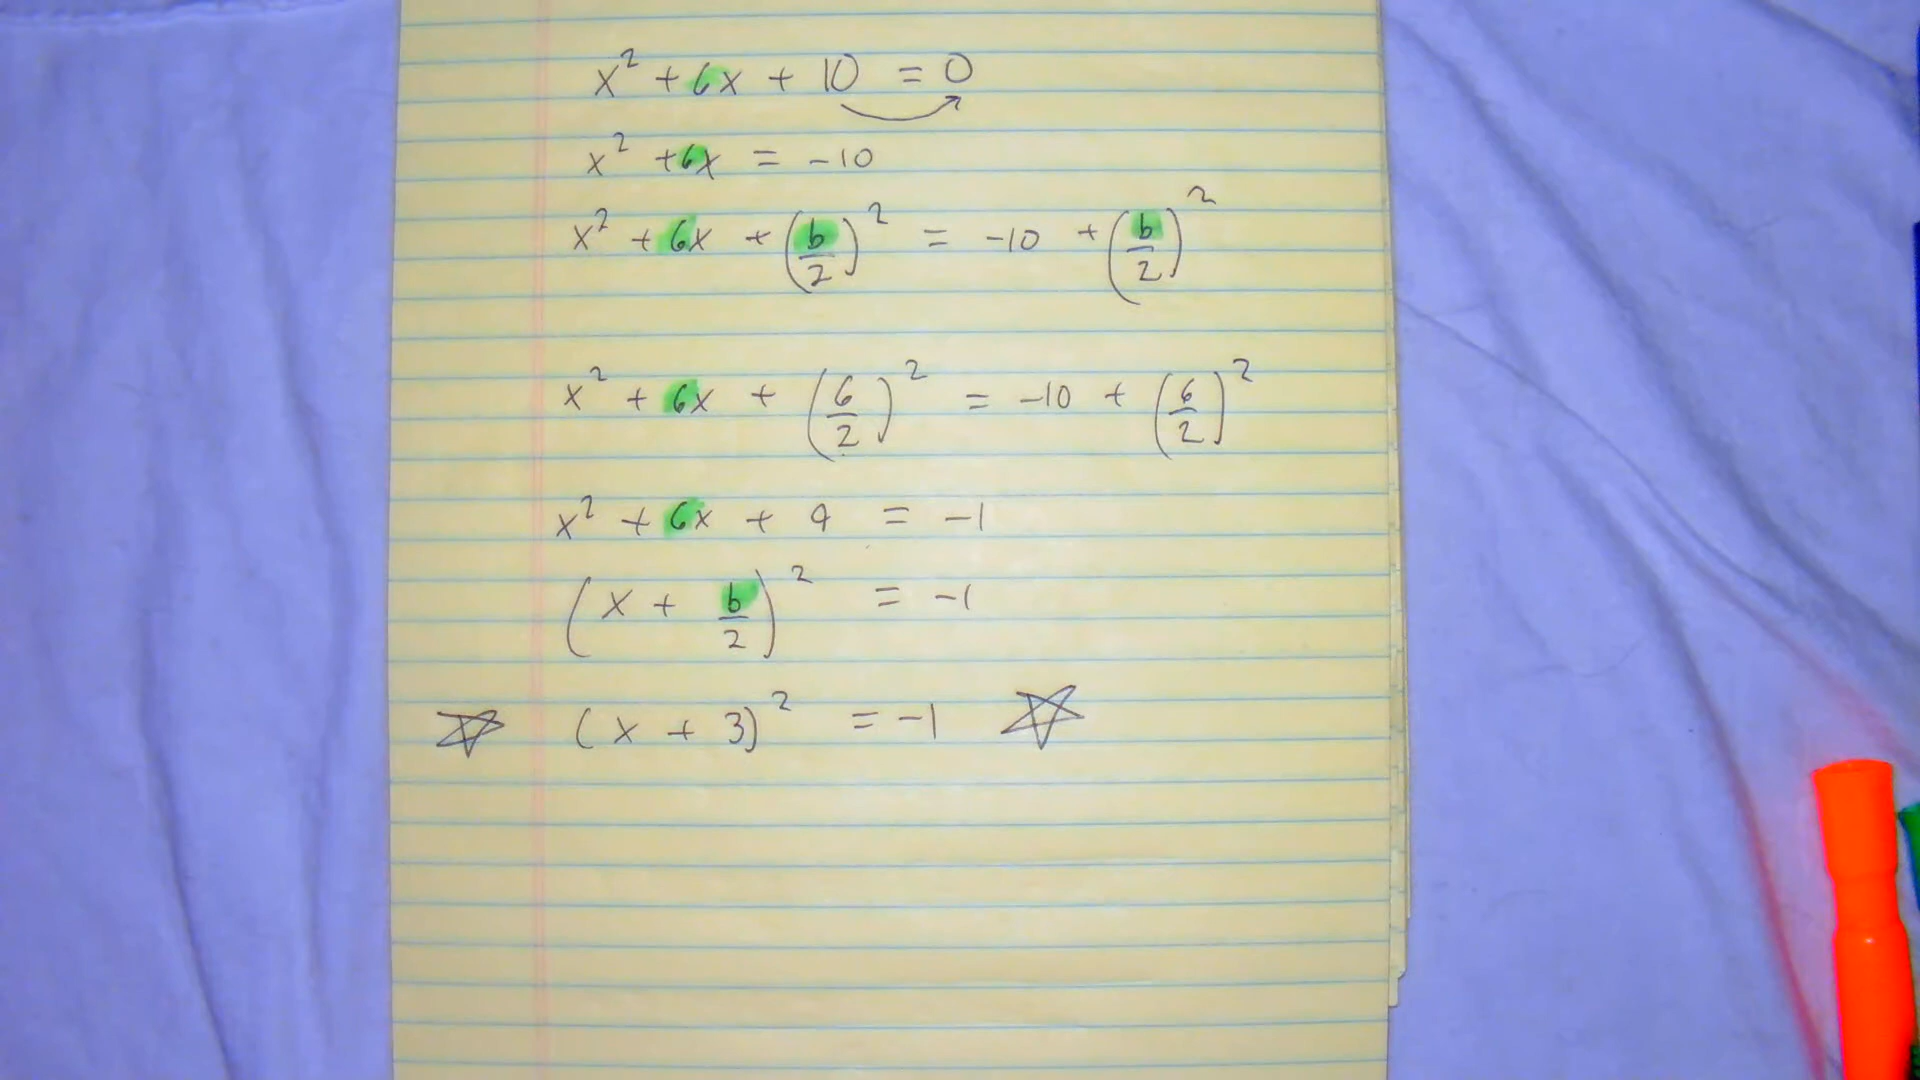 x² + 6x + 10 = 0
x² + 6x = -10
x² + 6x + (b/2)² = -10 + (b/2)²
x² + 6x + (6/2)² = -10 + (6/2)²
x² + 6x + 9 = -1
(x + b/2)² = -1
(x + 3)² = -1